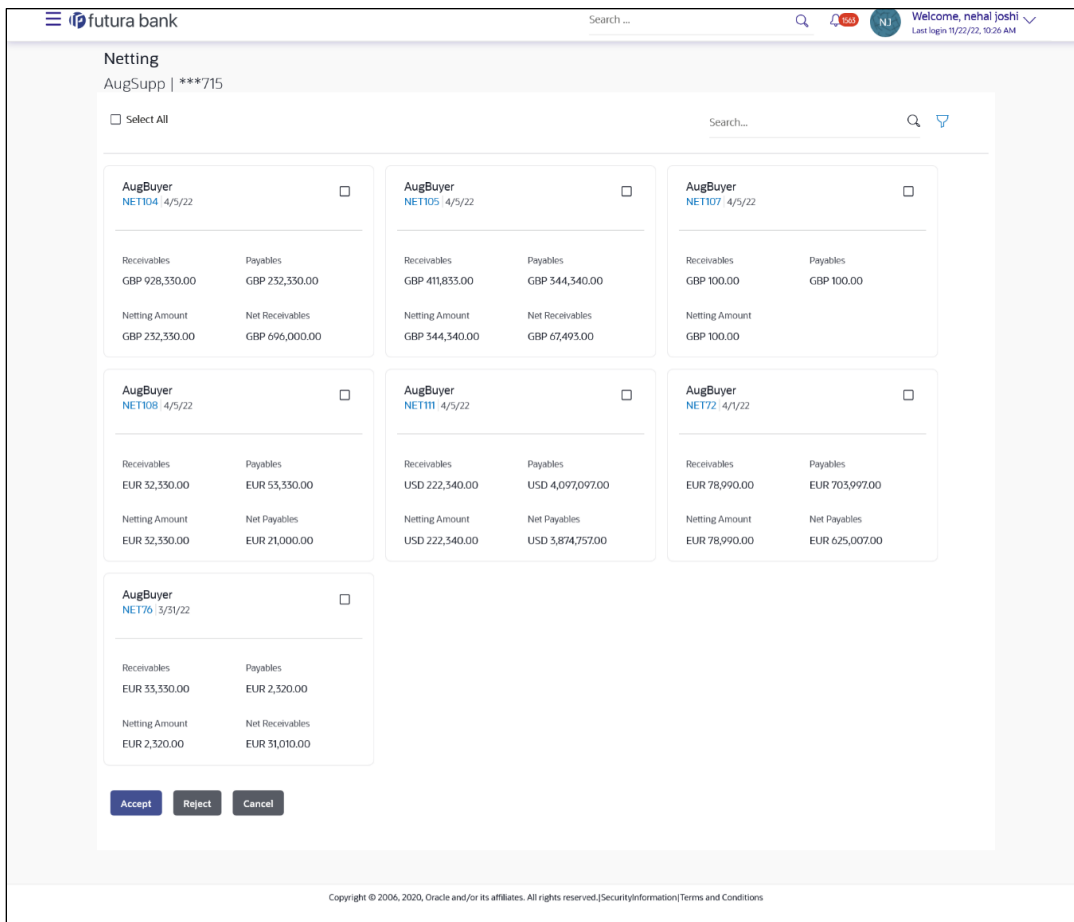 futura bank
Search ...
1563
NJ
Welcome, nehal joshi
Last login 11/22/22, 10:26 AM
Netting
AugSupp | ***715
Select All
Search...
AugBuyer
NET104 | 4/5/22
Receivables Payables
GBP 928,330.00 GBP 232,330.00
Netting Amount Net Receivables
GBP 232,330.00 GBP 696,000.00
AugBuyer
NET105 | 4/5/22
Receivables Payables
GBP 411,833.00 GBP 344,340.00
Netting Amount Net Receivables
GBP 344,340.00 GBP 67,493.00
AugBuyer
NET107 | 4/5/22
Receivables Payables
GBP 100.00 GBP 100.00
Netting Amount
GBP 100.00
AugBuyer
NET108 | 4/5/22
Receivables Payables
EUR 32,330.00 EUR 53,330.00
Netting Amount Net Payables
EUR 32,330.00 EUR 21,000.00
AugBuyer
NET111 | 4/5/22
Receivables Payables
USD 222,340.00 USD 4,097,097.00
Netting Amount Net Payables
USD 222,340.00 USD 3,874,757.00
AugBuyer
NET72 | 4/1/22
Receivables Payables
EUR 78,990.00 EUR 703,997.00
Netting Amount Net Payables
EUR 78,990.00 EUR 625,007.00
AugBuyer
NET76 | 3/31/22
Receivables Payables
EUR 33,330.00 EUR 2,320.00
Netting Amount Net Receivables
EUR 2,320.00 EUR 31,010.00
Accept Reject Cancel
Copyright © 2006, 2020, Oracle and/or its affiliates. All rights reserved.|SecurityInformation|Terms and Conditions